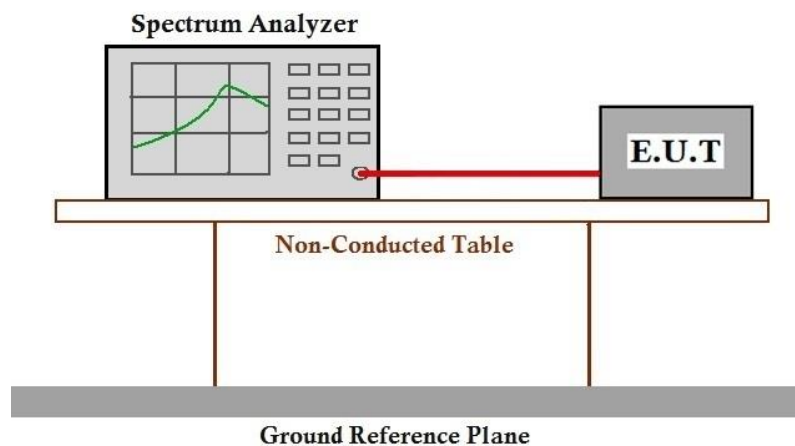 Spectrum Analyzer
E.U.T
Non-Conducted Table
Ground Reference Plane